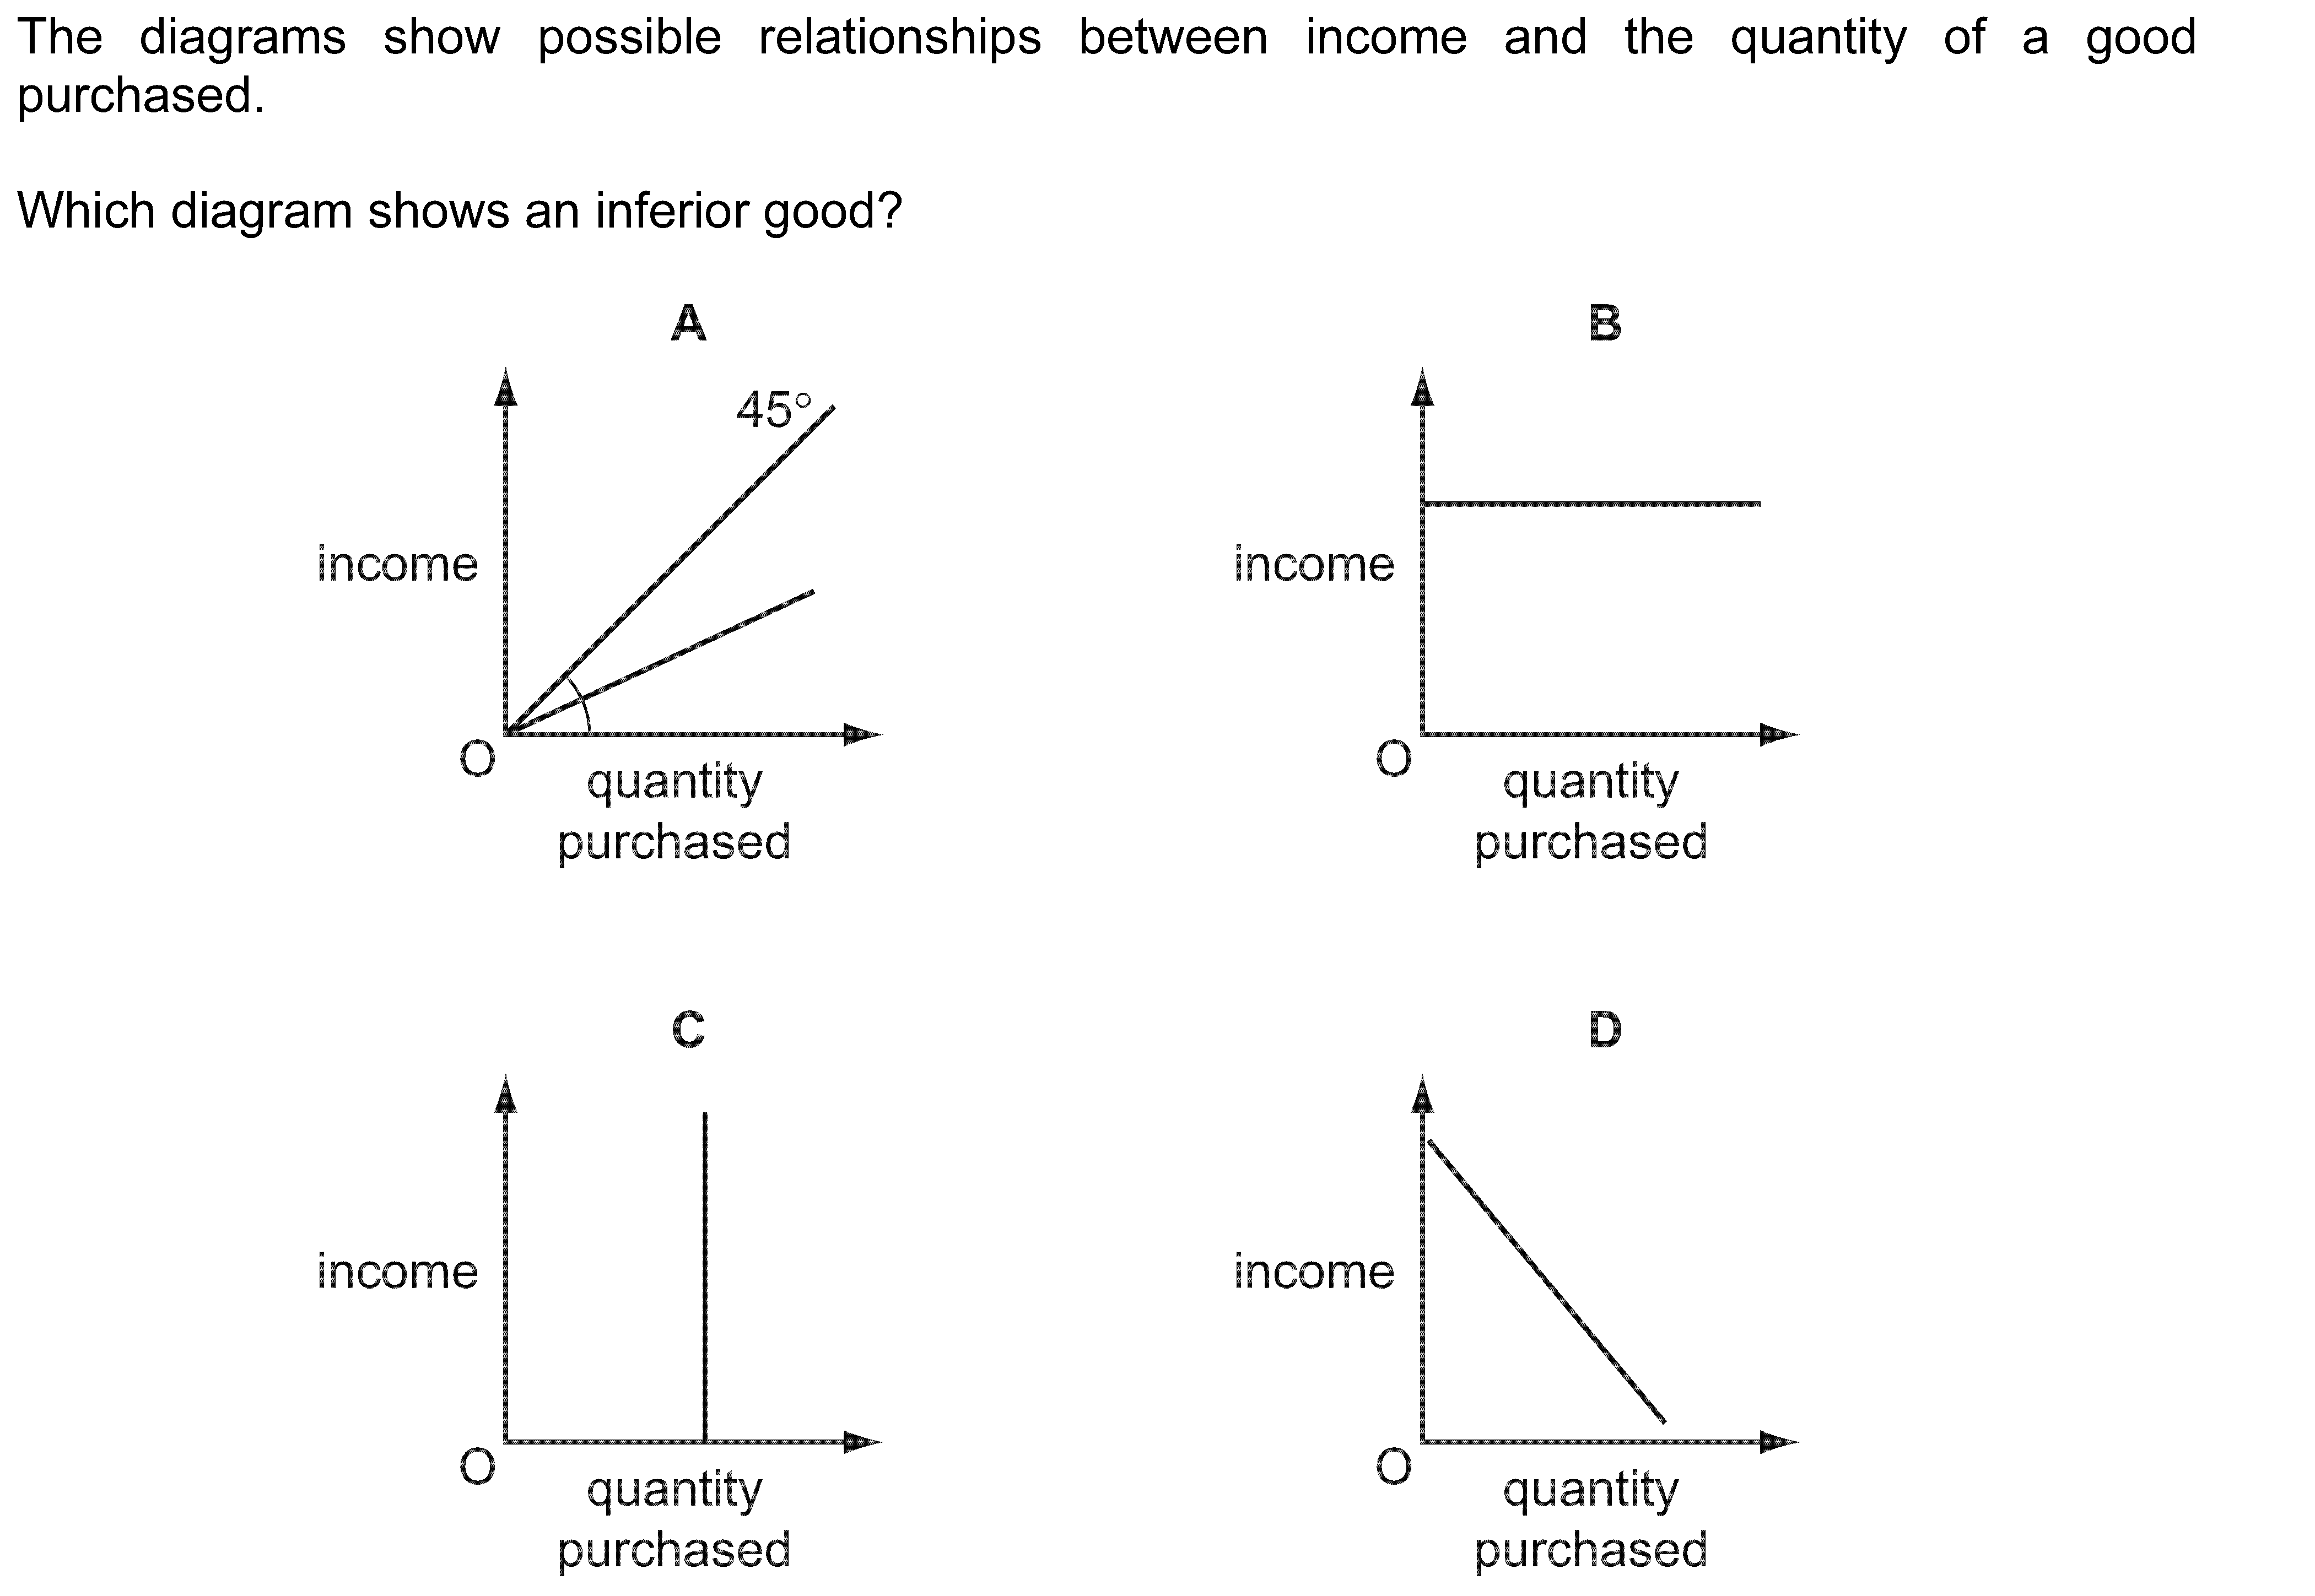 The diagrams show possible relationships between income and the quantity of a good
purchased.
Which diagram shows an inferior good?
A
45°
income
O
quantity
purchased
B
income
O
quantity
purchased
C
income
O
quantity
purchased
D
income
O
quantity
purchased